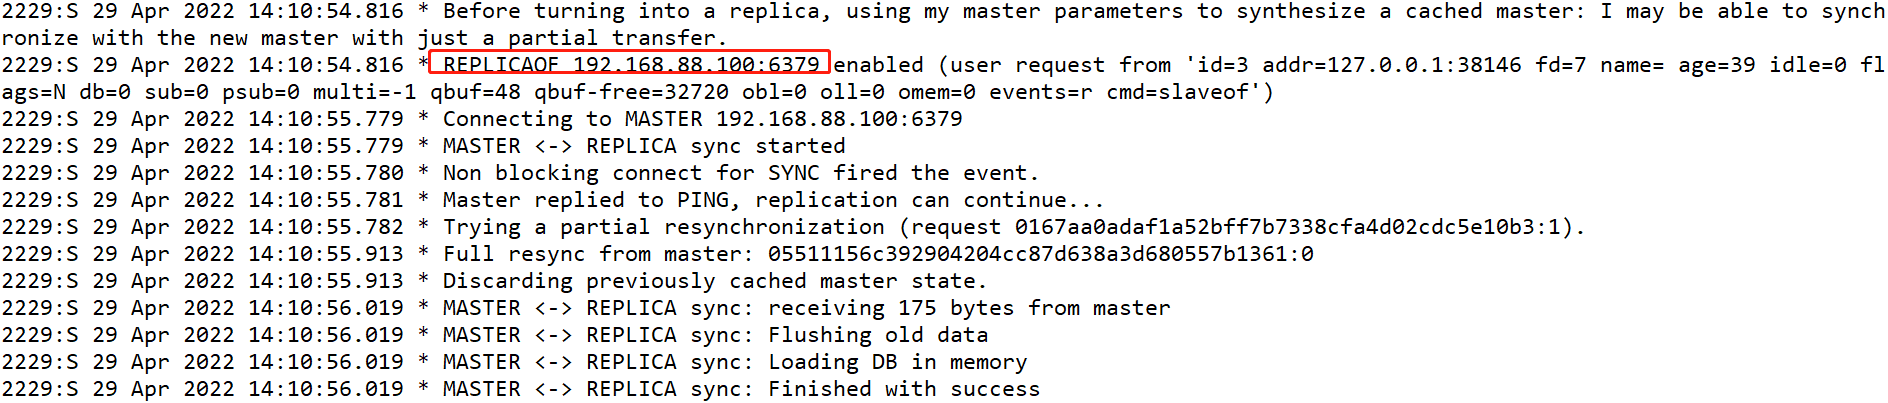 2229:S 29 Apr 2022 14:10:54.816 * Before turning into a replica, using my master parameters to synthesize a cached master: I may be able to synch
ronize with the new master with just a partial transfer.
2229:S 29 Apr 2022 14:10:54.816 * REPLICAOF 192.168.88.100:6379 enabled (user request from 'id=3 addr=127.0.0.1:38146 fd=7 name= age=39 idle=0 fl
ags=N db=0 sub=0 psub=0 multi=-1 qbuf=48 qbuf-free=32720 obl=0 oll=0 omem=0 events=r cmd=slaveof')
2229:S 29 Apr 2022 14:10:55.779 * Connecting to MASTER 192.168.88.100:6379
2229:S 29 Apr 2022 14:10:55.779 * MASTER <-> REPLICA sync started
2229:S 29 Apr 2022 14:10:55.780 * Non blocking connect for SYNC fired the event.
2229:S 29 Apr 2022 14:10:55.781 * Master replied to PING, replication can continue...
2229:S 29 Apr 2022 14:10:55.782 * Trying a partial resynchronization (request 0167aa0adaf1a52bff7b7338cfa4d02cdc5e10b3:1).
2229:S 29 Apr 2022 14:10:55.913 * Full resync from master: 05511156c392904204cc87d638a3d680557b1361:0
2229:S 29 Apr 2022 14:10:55.913 * Discarding previously cached master state.
2229:S 29 Apr 2022 14:10:56.019 * MASTER <-> REPLICA sync: receiving 175 bytes from master
2229:S 29 Apr 2022 14:10:56.019 * MASTER <-> REPLICA sync: Flushing old data
2229:S 29 Apr 2022 14:10:56.019 * MASTER <-> REPLICA sync: Loading DB in memory
2229:S 29 Apr 2022 14:10:56.019 * MASTER <-> REPLICA sync: Finished with success